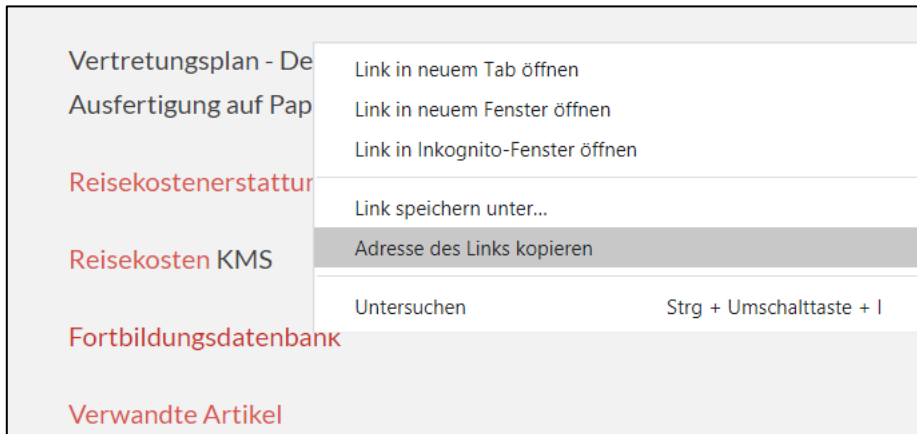 Vertretungsplan - De
Ausfertigung auf Pap
Reisekostenerstattur
Reisekosten KMS
Fortbildungsdatenbank
Verwandte Artikel
Link in neuem Tab öffnen
Link in neuem Fenster öffnen
Link in Inkognito-Fenster öffnen
Link speichern unter...
Adresse des Links kopieren
Untersuchen Strg + Umschalttaste + I